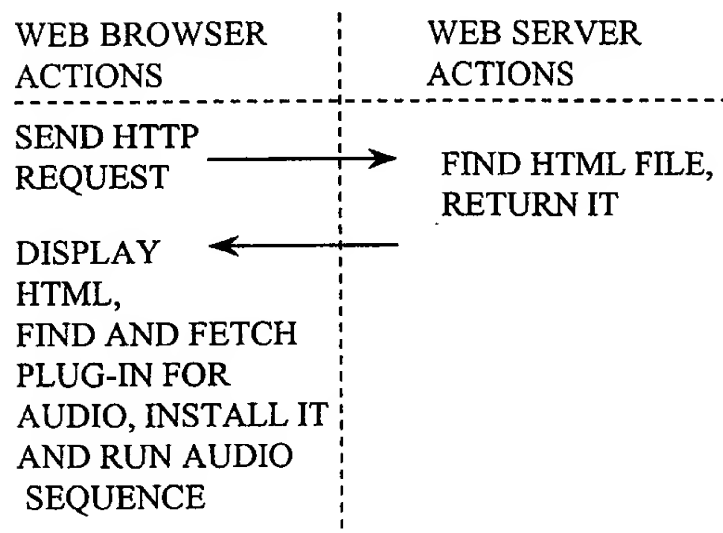 WEB BROWSER
ACTIONS
WEB SERVER
ACTIONS
SEND HTTP
REQUEST
FIND HTML FILE,
RETURN IT
DISPLAY
HTML,
FIND AND FETCH
PLUG-IN FOR
AUDIO, INSTALL IT
AND RUN AUDIO
SEQUENCE